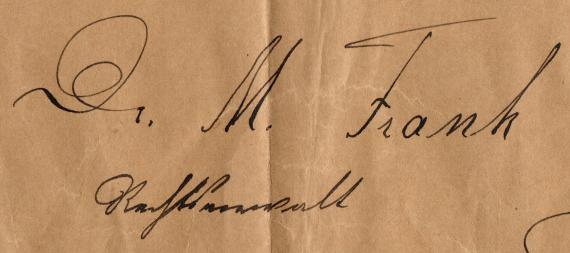 Dr. M. Frank
Rechtsanwalt